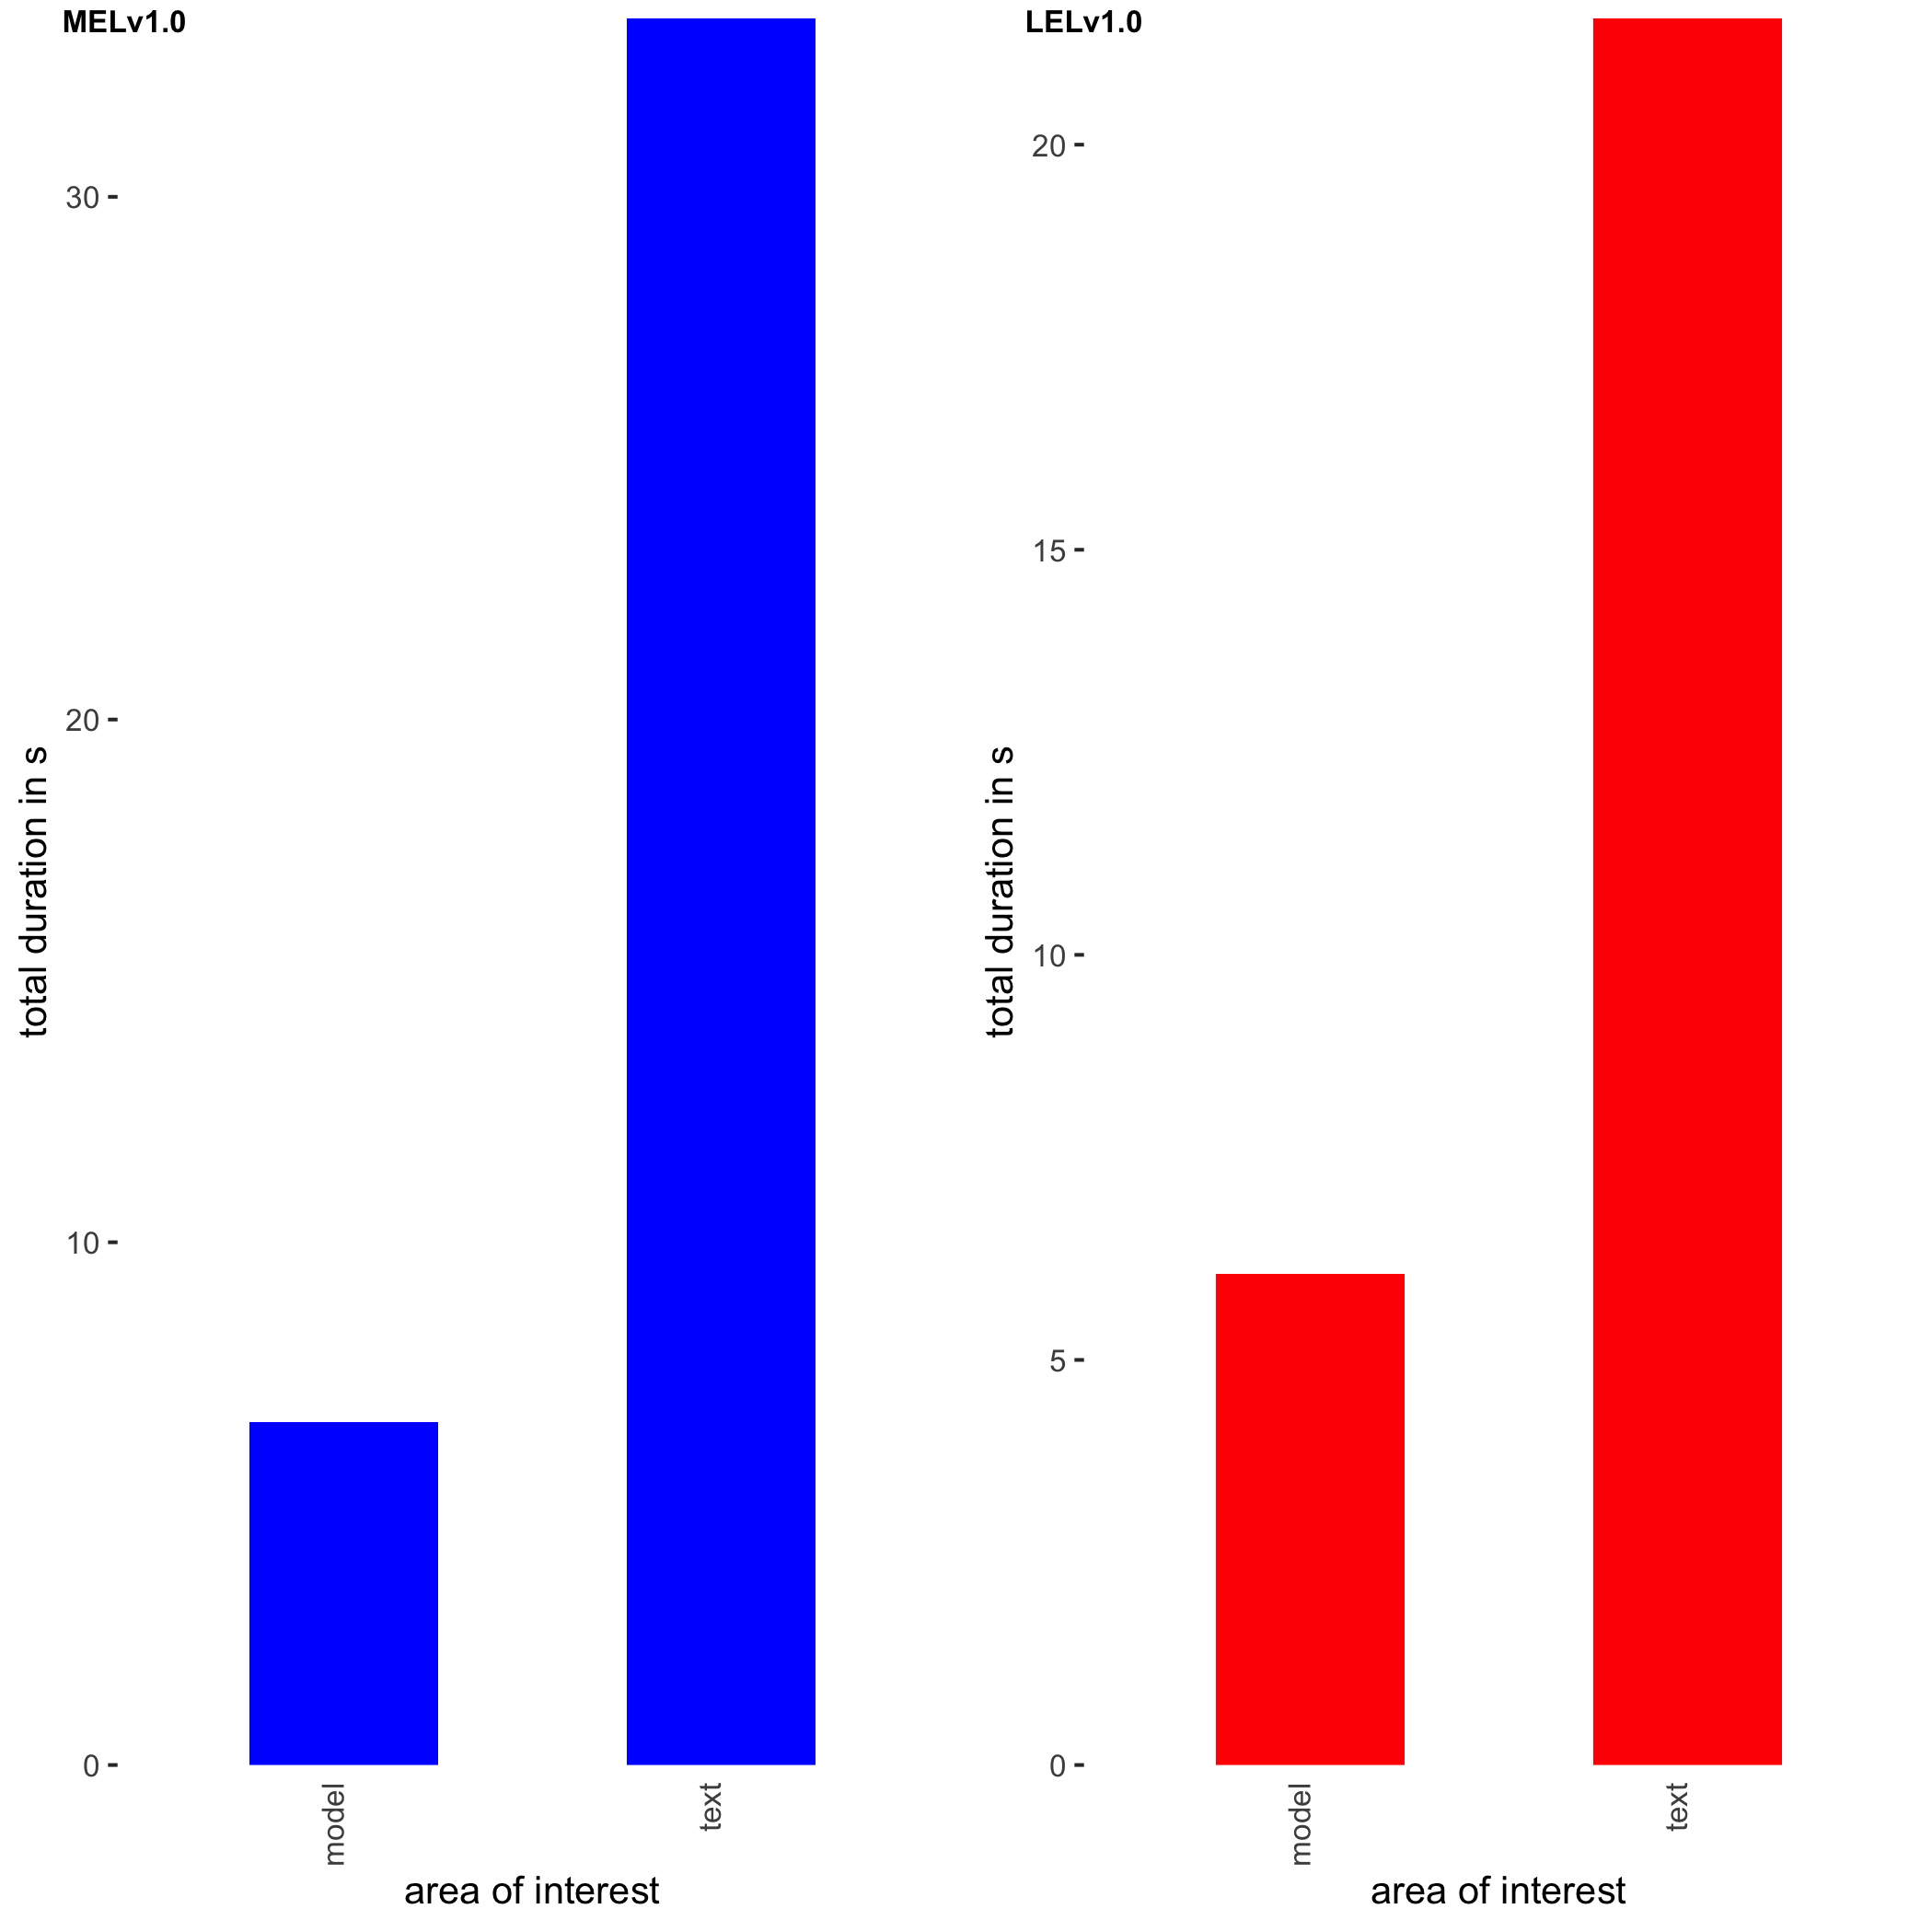 MELv1.0
30
20
10
0
total duration in s
model
text
area of interest
LELv1.0
20
15
10
5
0
total duration in s
model
text
area of interest